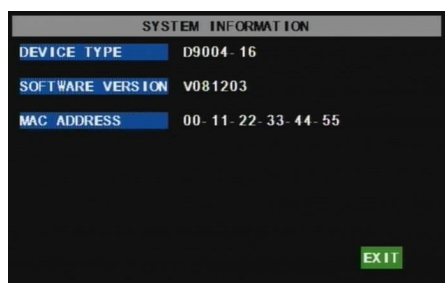 SYSTEM INFORMATION
DEVICE TYPE D9004-16
SOFTWARE VERSION V081203
MAC ADDRESS 00-11-22-33-44-55
EXIT